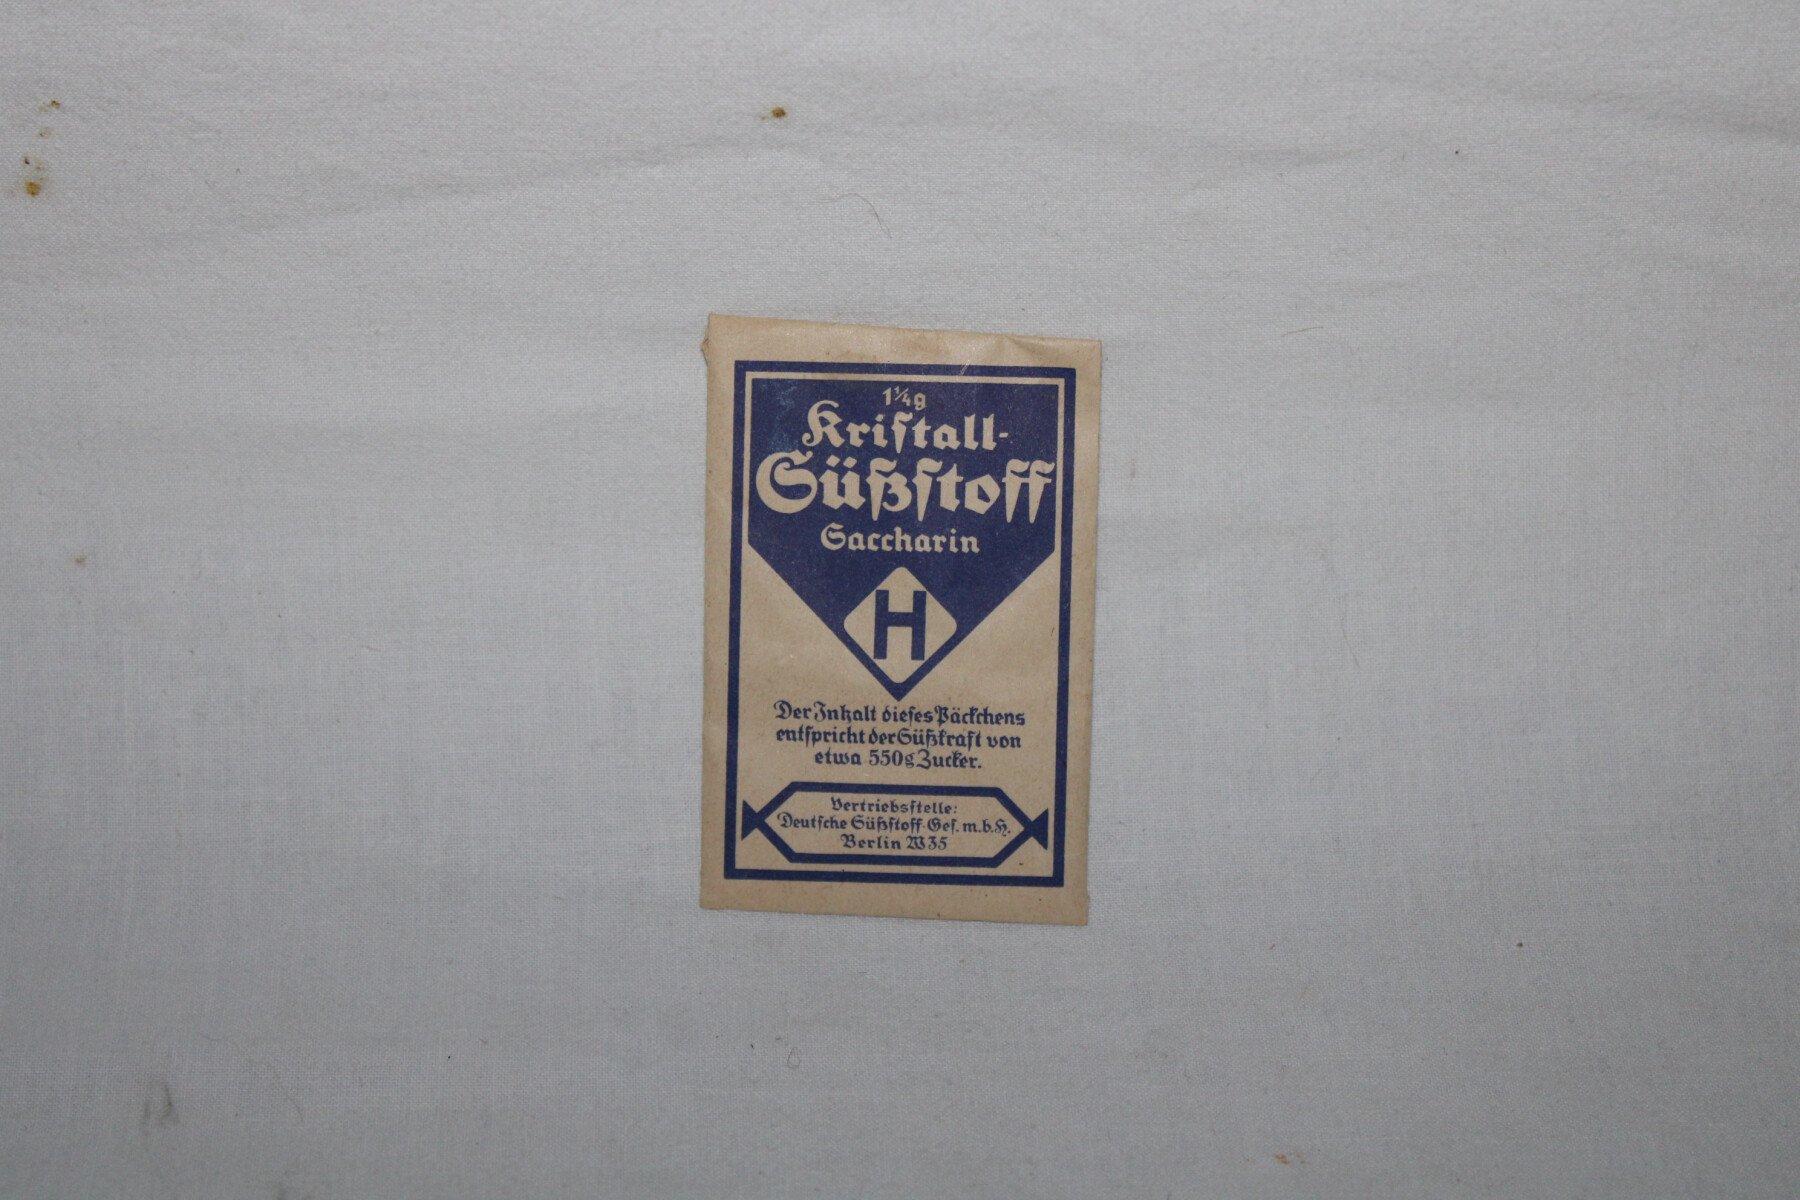 1¼g
Kristall-
Süßstoff
Saccharin
H
Der Inhalt dieses Päckchens
entspricht der Süßkraft von
etwa 550g Zucker.
Vertriebsstelle:
Deutsche Süßstoff-Ges. m.b.H.
Berlin W35